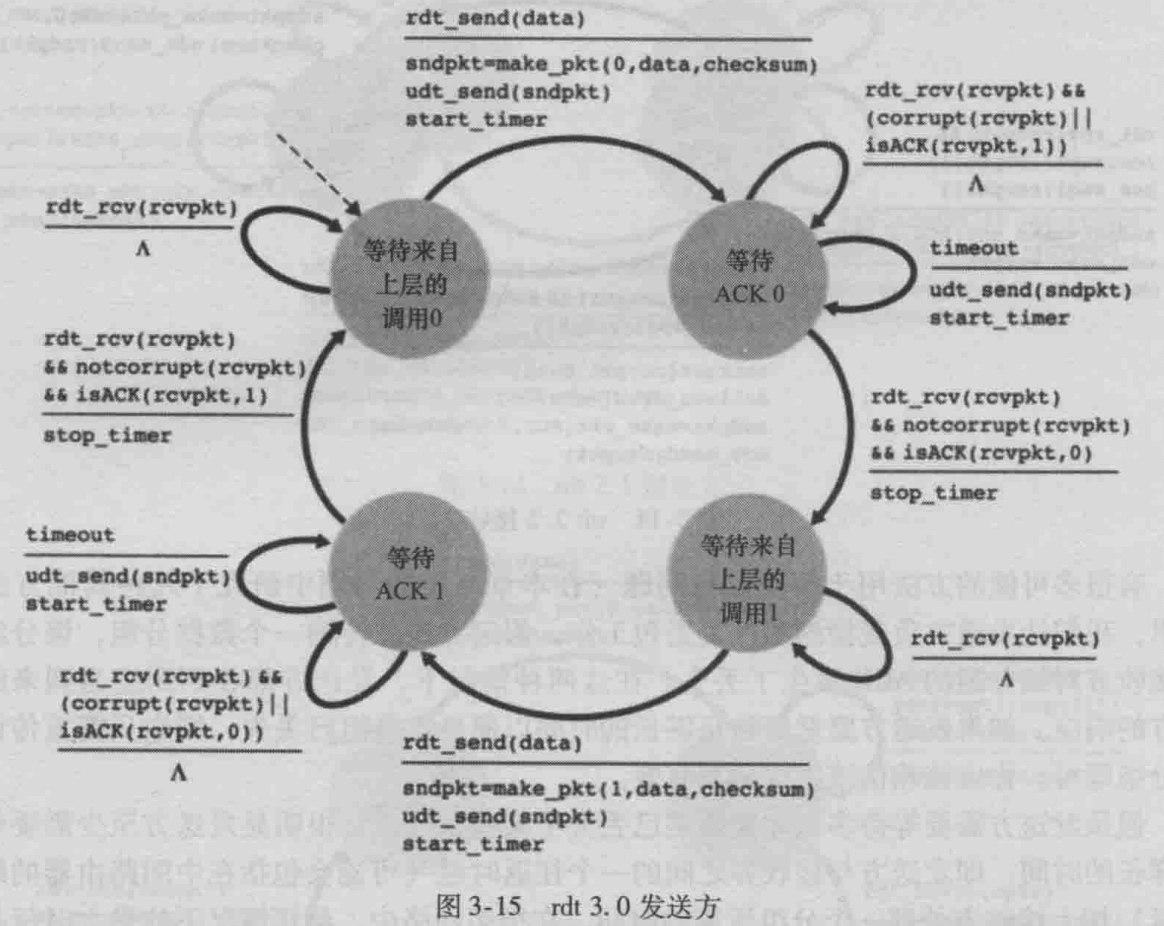 rdt_send(data)
sndpkt=make_pkt(0,data,checksum)
udt_send(sndpkt)
start_timer
rdt_rcv(rcvpkt) &&
(corrupt(rcvpkt)||
isACK(rcvpkt,1))
Λ
rdt_rcv(rcvpkt)
Λ
等待来自
上层的
调用0
等待
ACK 0
timeout
udt_send(sndpkt)
start_timer
rdt_rcv(rcvpkt)
&& notcorrupt(rcvpkt)
&& isACK(rcvpkt,1)
stop_timer
rdt_rcv(rcvpkt)
&& notcorrupt(rcvpkt)
&& isACK(rcvpkt,0)
stop_timer
timeout
udt_send(sndpkt)
start_timer
等待
ACK 1
等待来自
上层的
调用1
rdt_rcv(rcvpkt)
Λ
rdt_rcv(rcvpkt) &&
(corrupt(rcvpkt)||
isACK(rcvpkt,0))
Λ
rdt_send(data)
sndpkt=make_pkt(1,data,checksum)
udt_send(sndpkt)
start_timer
图 3-15 rdt 3.0 发送方